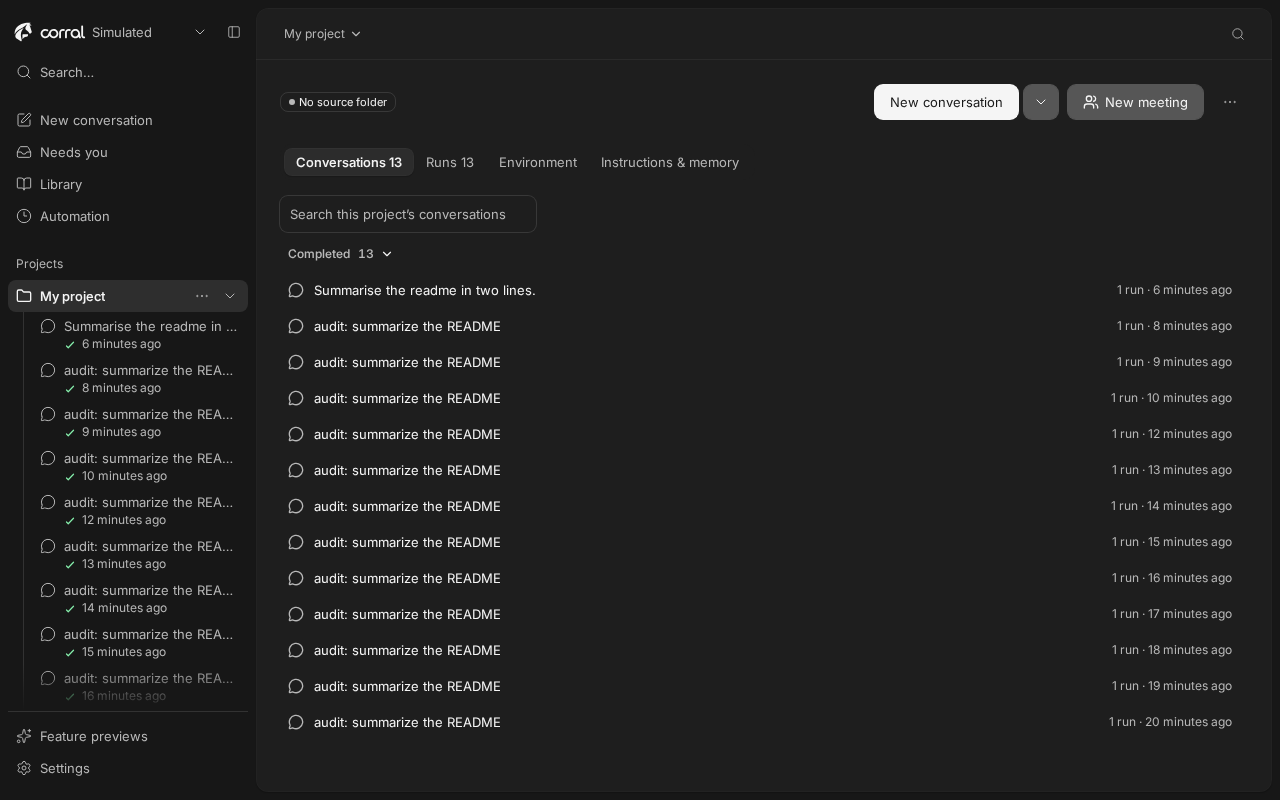 corral Simulated
Search...
New conversation
Needs you
Library
Automation
Projects
My project
Summarise the readme in ...
6 minutes ago
audit: summarize the REA...
8 minutes ago
audit: summarize the REA...
9 minutes ago
audit: summarize the REA...
10 minutes ago
audit: summarize the REA...
12 minutes ago
audit: summarize the REA...
13 minutes ago
audit: summarize the REA...
14 minutes ago
audit: summarize the REA...
15 minutes ago
audit: summarize the REA...
16 minutes ago
Feature previews
Settings
My project
No source folder
New conversation
New meeting
Conversations 13 Runs 13 Environment Instructions & memory
Search this project's conversations
Completed 13
Summarise the readme in two lines. 1 run · 6 minutes ago
audit: summarize the README 1 run · 8 minutes ago
audit: summarize the README 1 run · 9 minutes ago
audit: summarize the README 1 run · 10 minutes ago
audit: summarize the README 1 run · 12 minutes ago
audit: summarize the README 1 run · 13 minutes ago
audit: summarize the README 1 run · 14 minutes ago
audit: summarize the README 1 run · 15 minutes ago
audit: summarize the README 1 run · 16 minutes ago
audit: summarize the README 1 run · 17 minutes ago
audit: summarize the README 1 run · 18 minutes ago
audit: summarize the README 1 run · 19 minutes ago
audit: summarize the README 1 run · 20 minutes ago